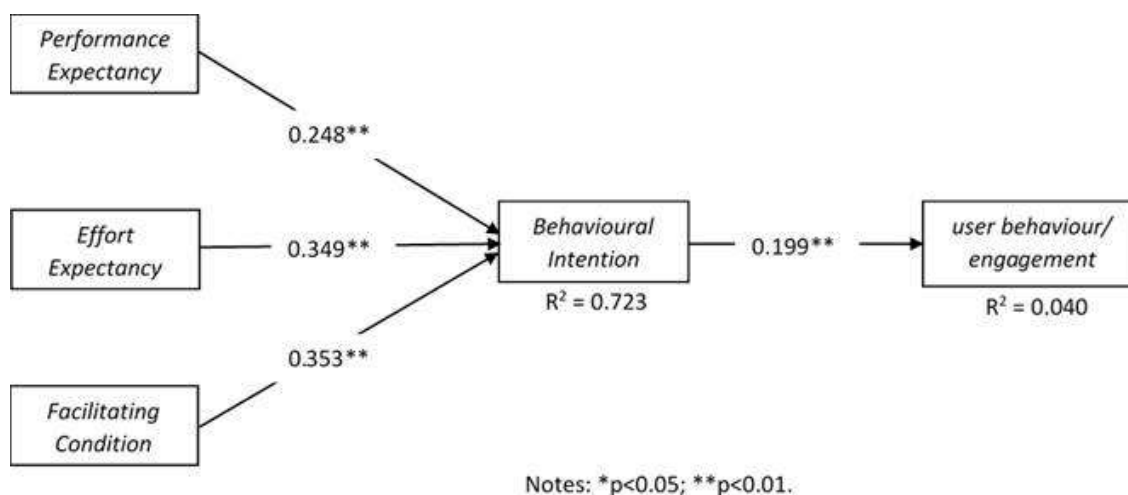 Performance
Expectancy
0.248**
Effort
Expectancy
0.349**
Behavioural
Intention
R² = 0.723
0.199**
user behaviour/
engagement
R² = 0.040
0.353**
Facilitating
Condition
Notes: *p<0.05; **p<0.01.